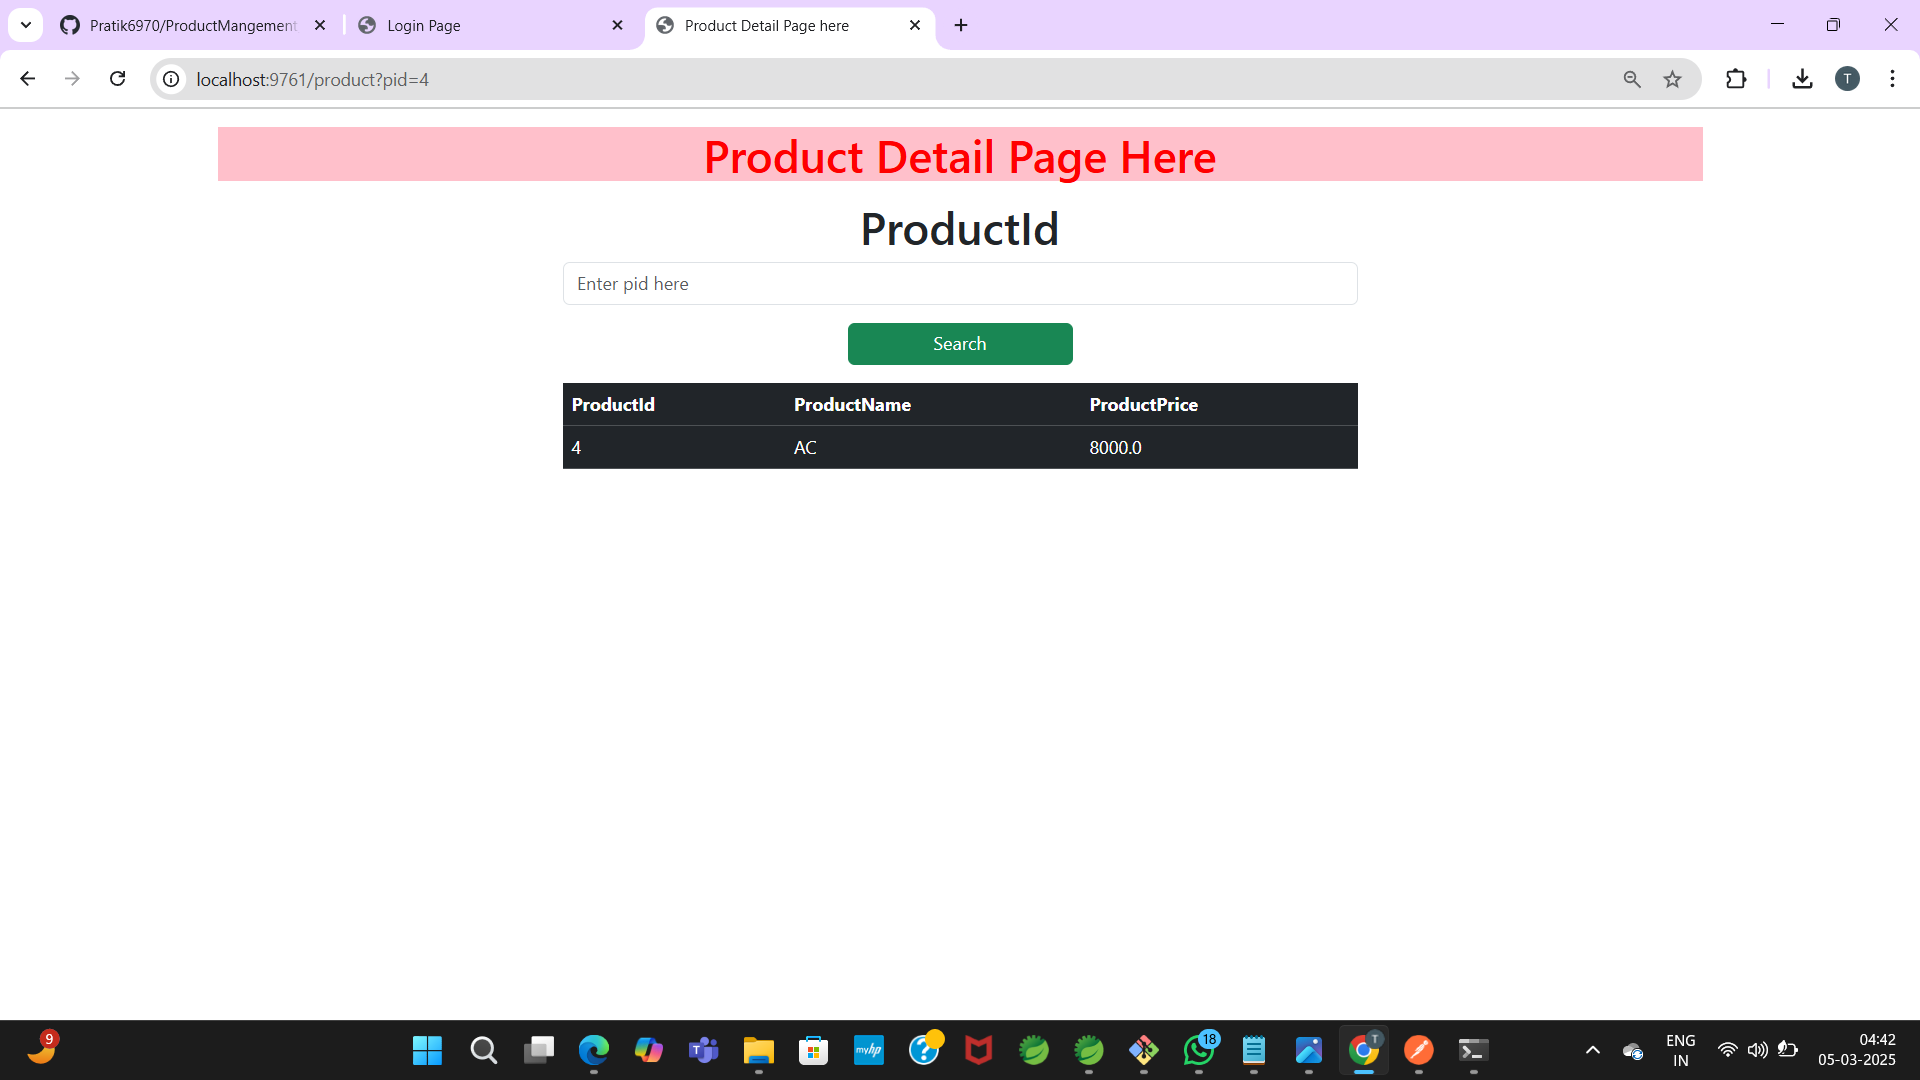 Pratik6970/ProductMangement
Login Page
Product Detail Page here
localhost:9761/product?pid=4
T
Product Detail Page Here
ProductId
Enter pid here
Search
ProductId ProductName ProductPrice
4 AC 8000.0
9
myhp
18
T
ENG
IN
04:42
05-03-2025